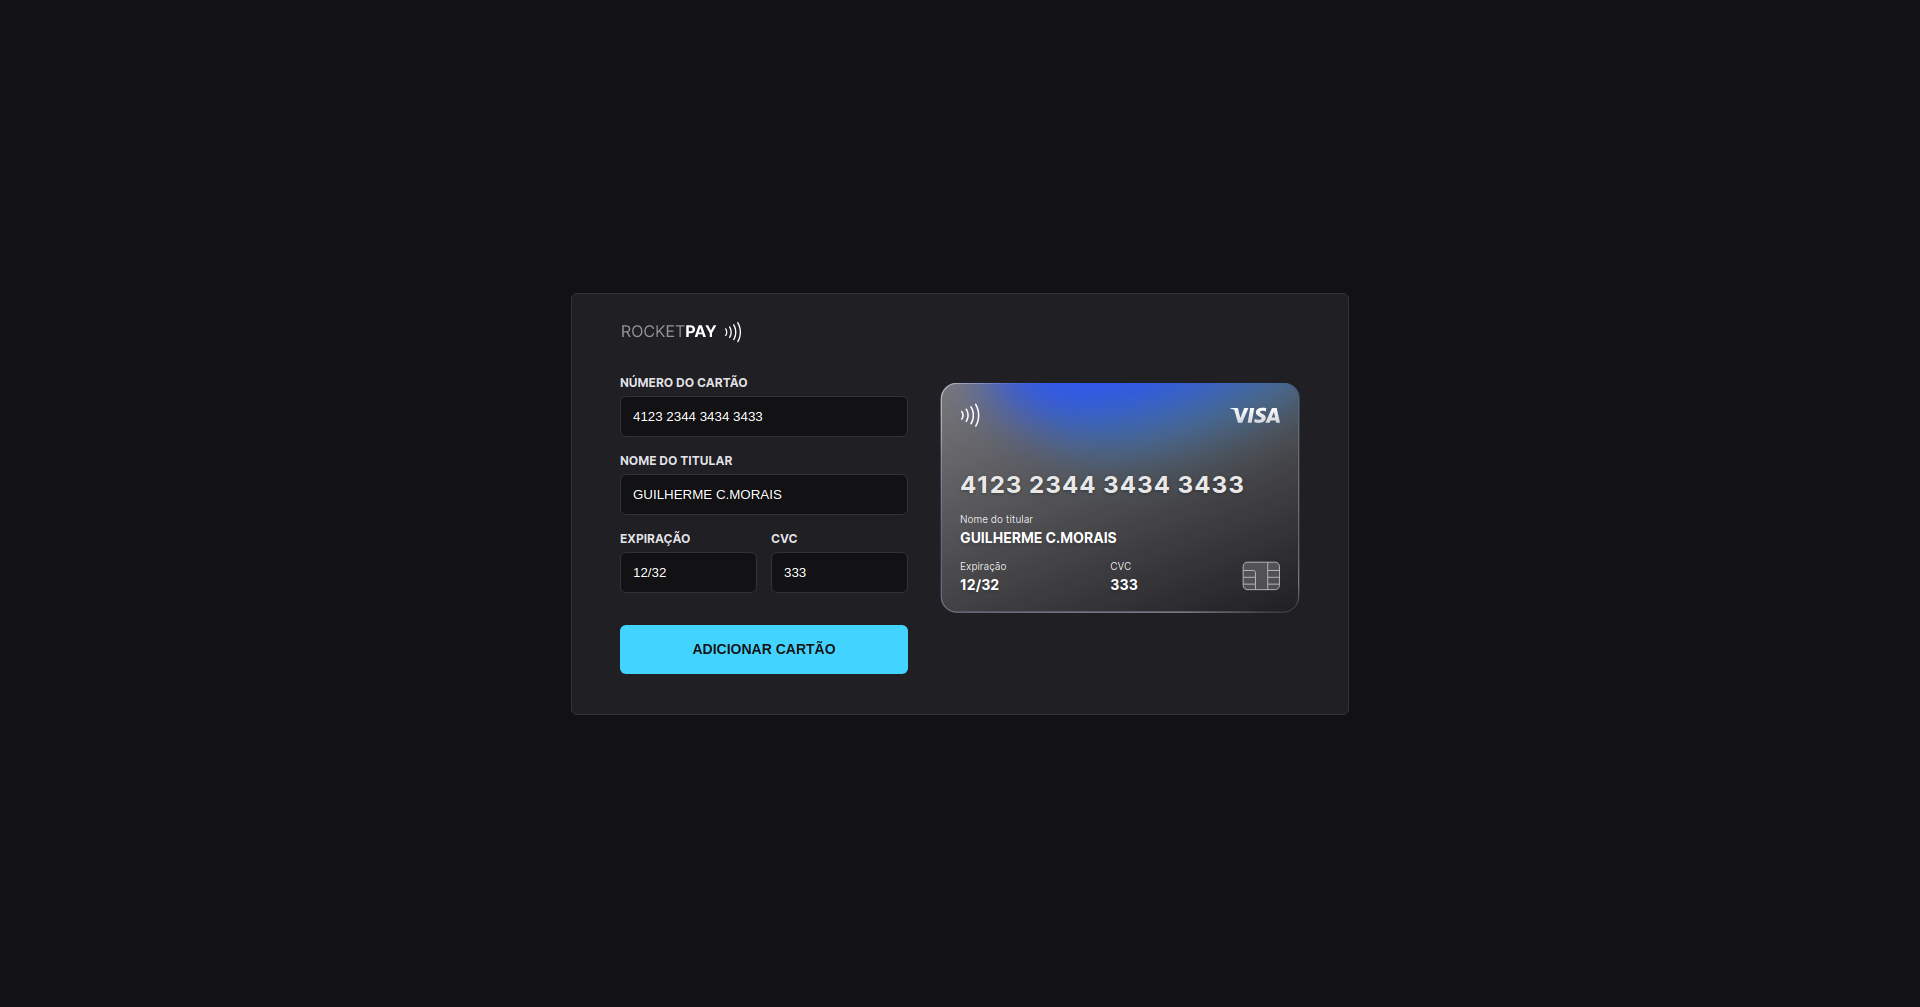 ROCKETPAY
NÚMERO DO CARTÃO
4123 2344 3434 3433
NOME DO TITULAR
GUILHERME C.MORAIS
EXPIRAÇÃO CVC
12/32 333
ADICIONAR CARTÃO
VISA
4123 2344 3434 3433
Nome do titular
GUILHERME C.MORAIS
Expiração CVC
12/32 333